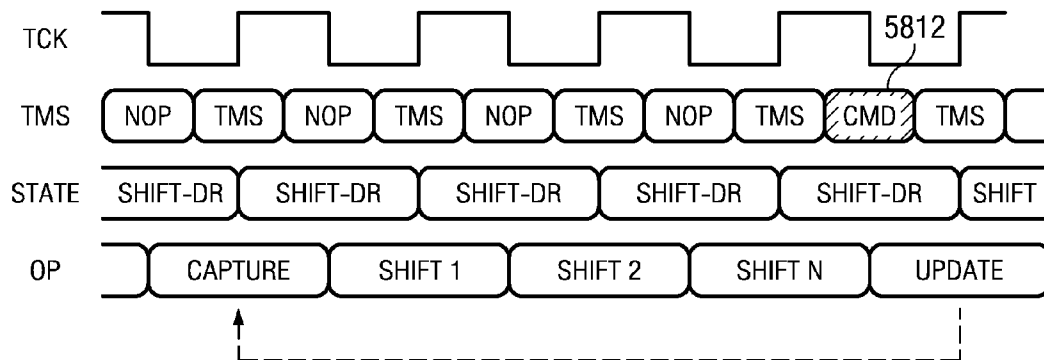 5812
TCK
TMS NOP TMS NOP TMS NOP TMS NOP TMS CMD TMS
STATE SHIFT-DR SHIFT-DR SHIFT-DR SHIFT-DR SHIFT-DR SHIFT
OP CAPTURE SHIFT 1 SHIFT 2 SHIFT N UPDATE